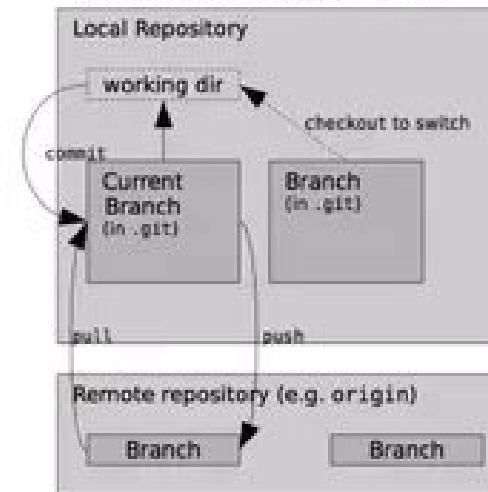 Local Repository
working dir
checkout to switch
commit
Current
Branch
(in .git)
Branch
(in .git)
pull
push
Remote repository (e.g. origin)
Branch
Branch